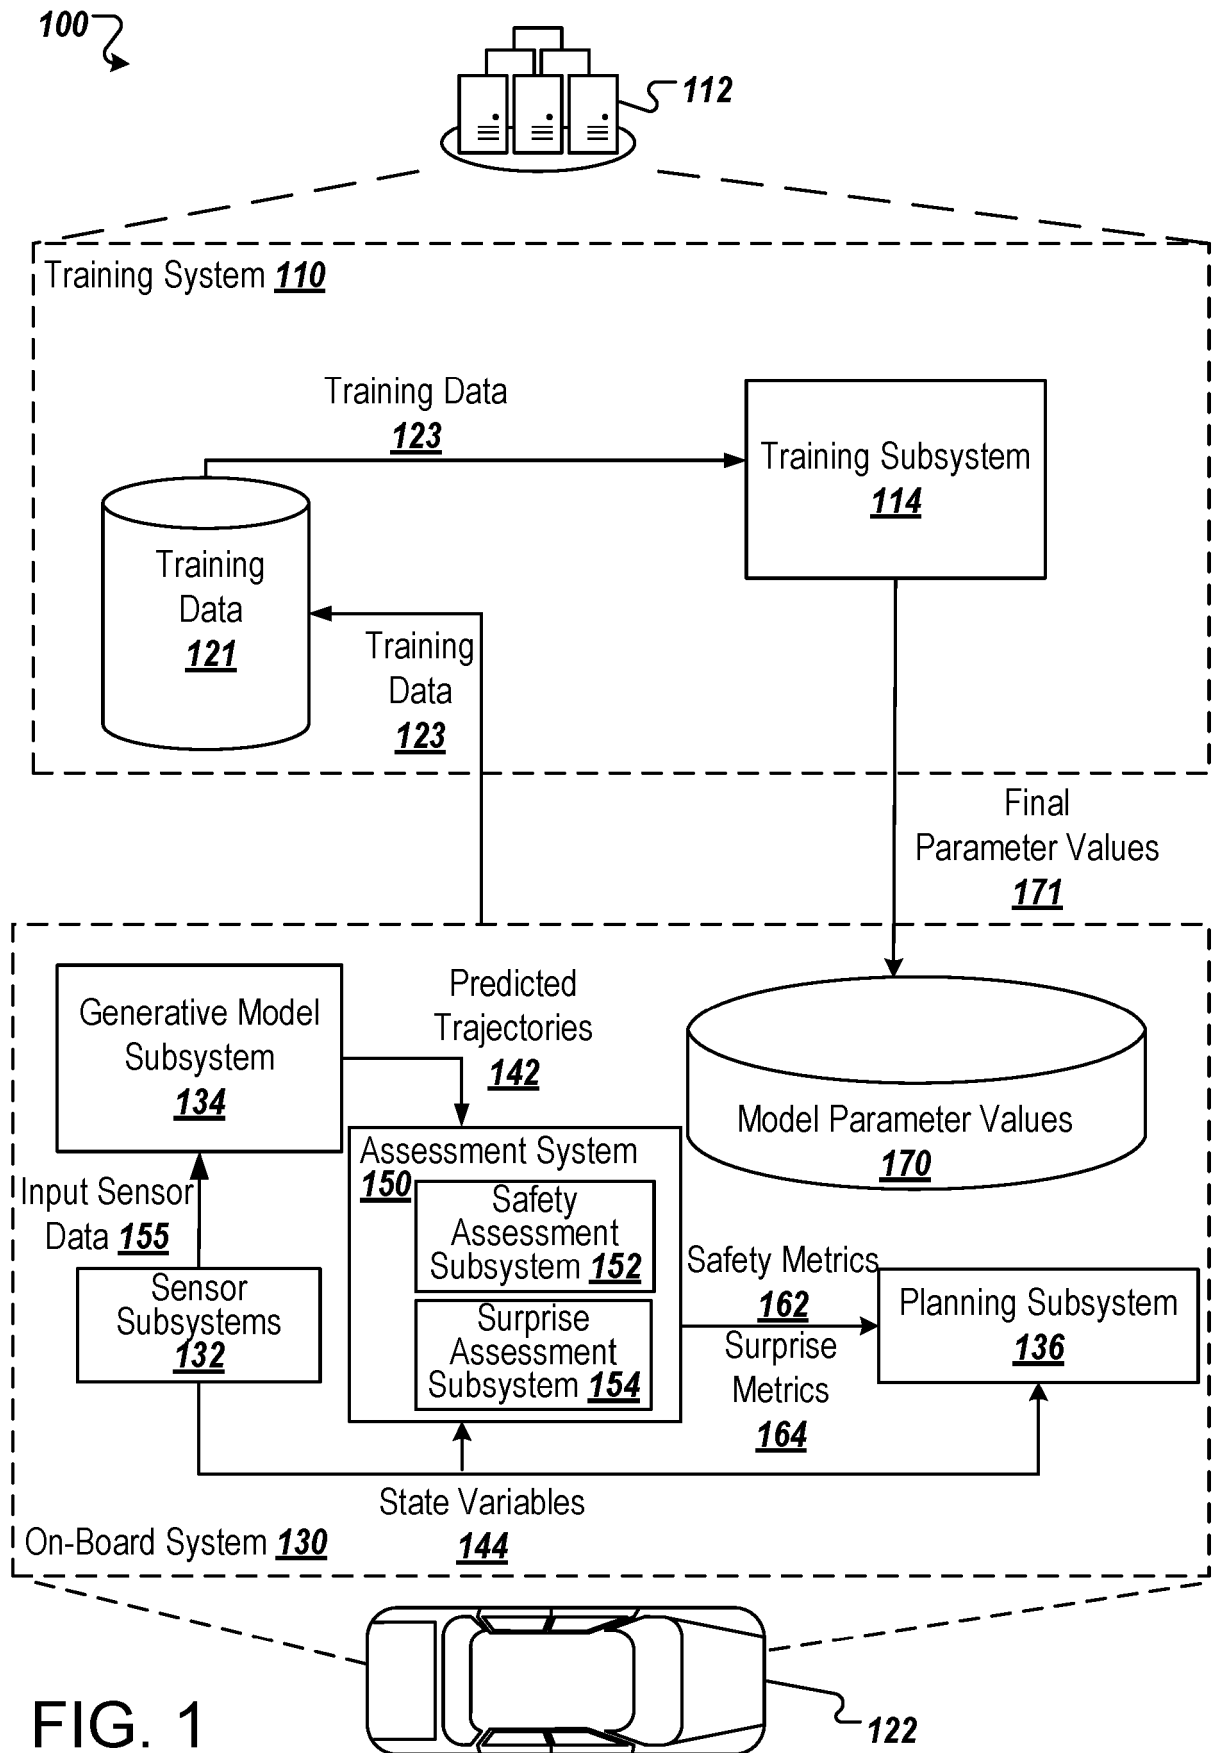 100
112
Training System 110
Training Data
123
Training Subsystem
114
Training
Data
121
Training
Data
123
Final
Parameter Values
171
Generative Model
Subsystem
134
Predicted
Trajectories
142
Model Parameter Values
170
Assessment System
150
Safety
Assessment
Subsystem 152
Input Sensor
Data 155
Sensor
Subsystems
132
Surprise
Assessment
Subsystem 154
Safety Metrics
162
Surprise
Metrics
164
Planning Subsystem
136
State Variables
144
On-Board System 130
122
FIG. 1